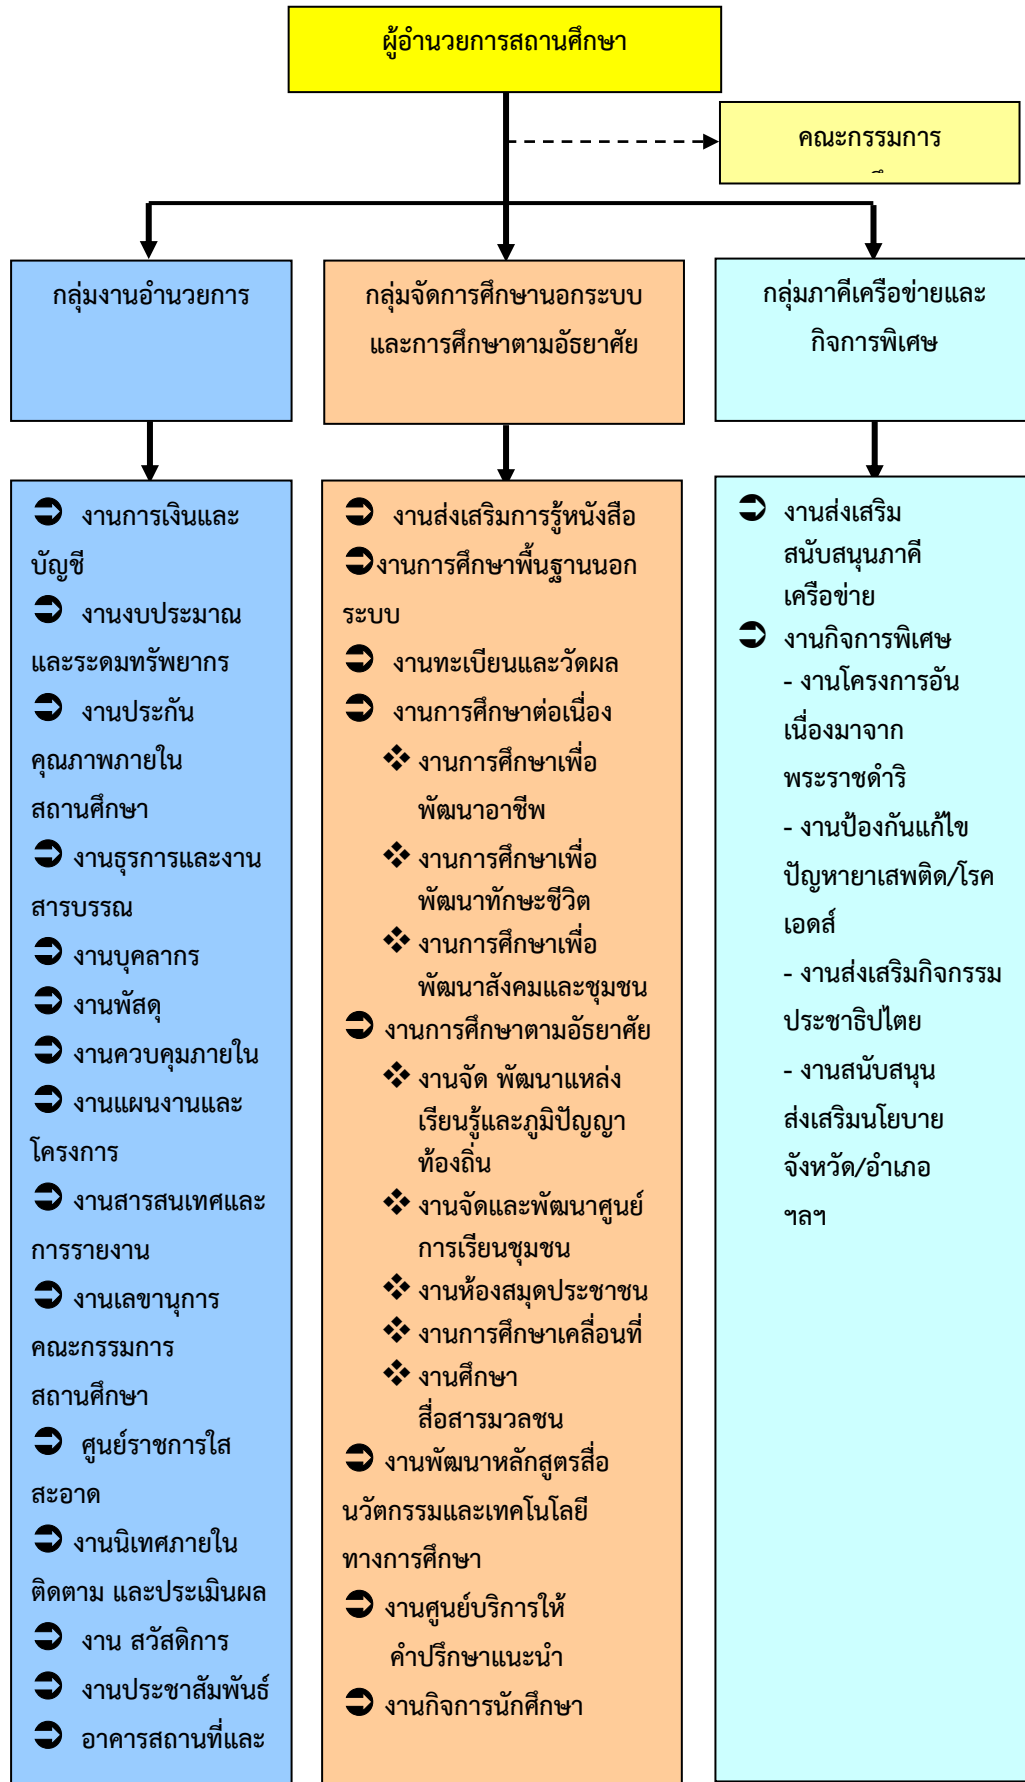 ผู้อำนวยการสถานศึกษา
คณะกรรมการ
กลุ่มงานอำนวยการ
กลุ่มจัดการศึกษานอกระบบ
และการศึกษาตามอัธยาศัย
กลุ่มภาคีเครือข่ายและ
กิจการพิเศษ
งานการเงินและ
บัญชี
งานงบประมาณ
และระดมทรัพยากร
งานประกัน
คุณภาพภายใน
สถานศึกษา
งานธุรการและงาน
สารบรรณ
งานบุคลากร
งานพัสดุ
งานควบคุมภายใน
งานแผนงานและ
โครงการ
งานสารสนเทศและ
การรายงาน
งานเลขานุการ
คณะกรรมการ
สถานศึกษา
ศูนย์ราชการใส
สะอาด
งานนิเทศภายใน
ติดตาม และประเมินผล
งาน สวัสดิการ
งานประชาสัมพันธ์
อาคารสถานที่และ
งานส่งเสริมการรู้หนังสือ
งานการศึกษาพื้นฐานนอก
ระบบ
งานทะเบียนและวัดผล
งานการศึกษาต่อเนื่อง
งานการศึกษาเพื่อ
พัฒนาอาชีพ
งานการศึกษาเพื่อ
พัฒนาทักษะชีวิต
งานการศึกษาเพื่อ
พัฒนาสังคมและชุมชน
งานการศึกษาตามอัธยาศัย
งานจัด พัฒนาแหล่ง
เรียนรู้และภูมิปัญญา
ท้องถิ่น
งานจัดและพัฒนาศูนย์
การเรียนชุมชน
งานห้องสมุดประชาชน
งานการศึกษาเคลื่อนที่
งานศึกษา
สื่อสารมวลชน
งานพัฒนาหลักสูตรสื่อ
นวัตกรรมและเทคโนโลยี
ทางการศึกษา
งานศูนย์บริการให้
คำปรึกษาแนะนำ
งานกิจการนักศึกษา
งานส่งเสริม
สนับสนุนภาคี
เครือข่าย
งานกิจการพิเศษ
- งานโครงการอัน
เนื่องมาจาก
พระราชดำริ
- งานป้องกันแก้ไข
ปัญหายาเสพติด/โรค
เอดส์
- งานส่งเสริมกิจกรรม
ประชาธิปไตย
- งานสนับสนุน
ส่งเสริมนโยบาย
จังหวัด/อำเภอ
ฯลฯ